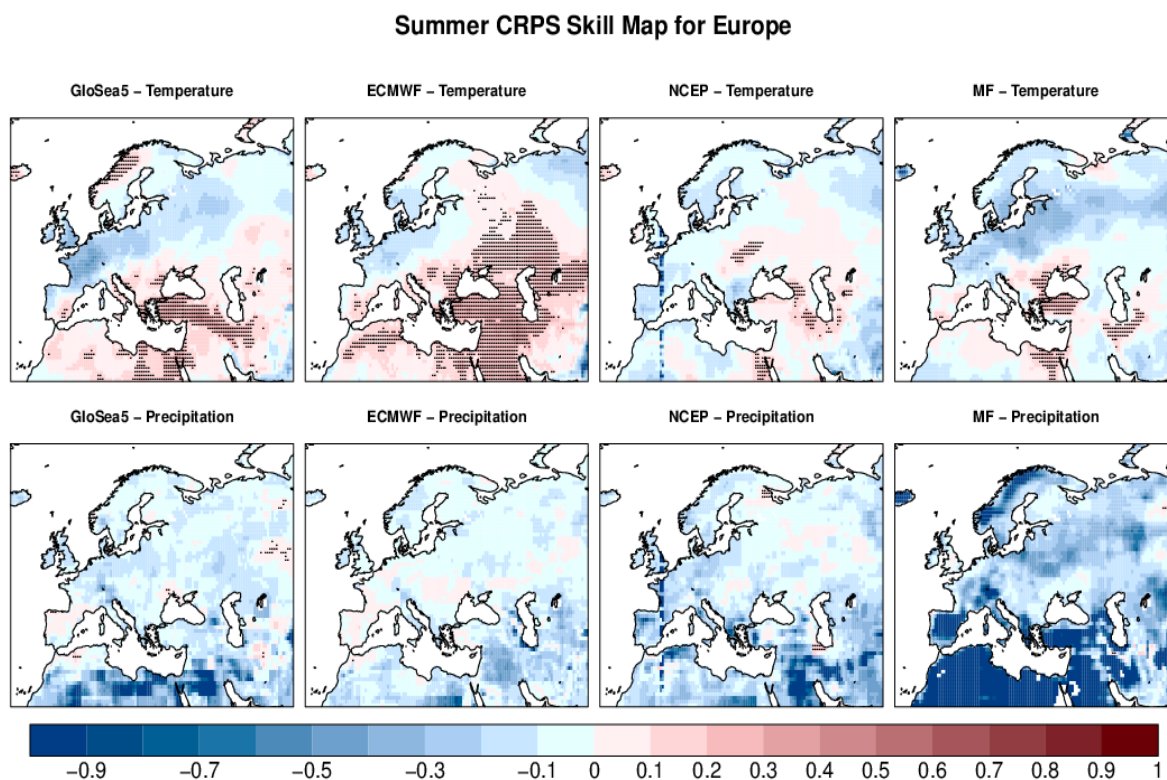 Summer CRPS Skill Map for Europe
GloSea5 − Temperature
ECMWF − Temperature
NCEP − Temperature
MF − Temperature
GloSea5 − Precipitation
ECMWF − Precipitation
NCEP − Precipitation
MF − Precipitation
−0.9 −0.7 −0.5 −0.3 −0.1 0 0.1 0.2 0.3 0.4 0.5 0.6 0.7 0.8 0.9 1